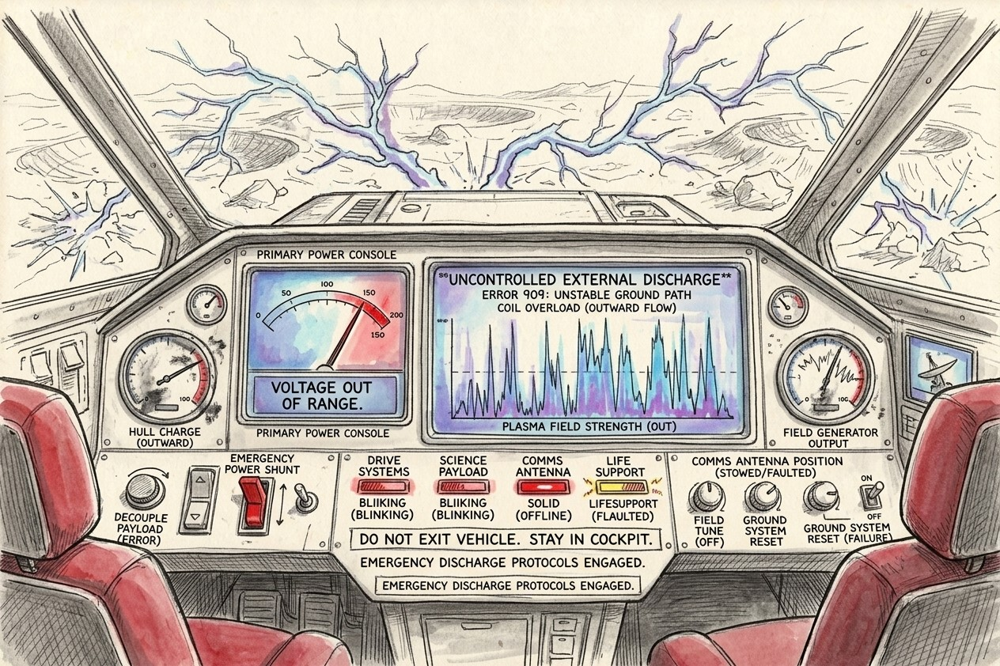 PRIMARY POWER CONSOLE
0
50
100
150
200
150
VOLTAGE OUT
OF RANGE.
PRIMARY POWER CONSOLE
**UNCONTROLLED EXTERNAL DISCHARGE**
ERROR 909: UNSTABLE GROUND PATH
COIL OVERLOAD (OUTWARD FLOW)
PLASMA FIELD STRENGTH (OUT)
0
100
HULL CHARGE
(OUTWARD)
0
100
FIELD GENERATOR
OUTPUT
DECOUPLE
PAYLOAD
(ERROR)
EMERGENCY
POWER SHUNT
DRIVE
SYSTEMS
BLIIKING
(BLINKING)
SCIENCE
PAYLOAD
BLIIKING
(BLINKING)
COMMS
ANTENNA
SOLID
(OFFLINE)
LIFE
SUPPORT
LIFESUPPORT
(FLAULTED)
DO NOT EXIT VEHICLE. STAY IN COCKPIT.
EMERGENCY DISCHARGE PROTOCOLS ENGAGED.
EMERGENCY DISCHARGE PROTOCOLS ENGAGED.
COMMS ANTENNA POSITION
(STOWED/FAULTED)
FIELD
TUNE
(OFF)
GROUND
SYSTEM
RESET
ON
OFF
GROUND SYSTEM
RESET (FAILURE)